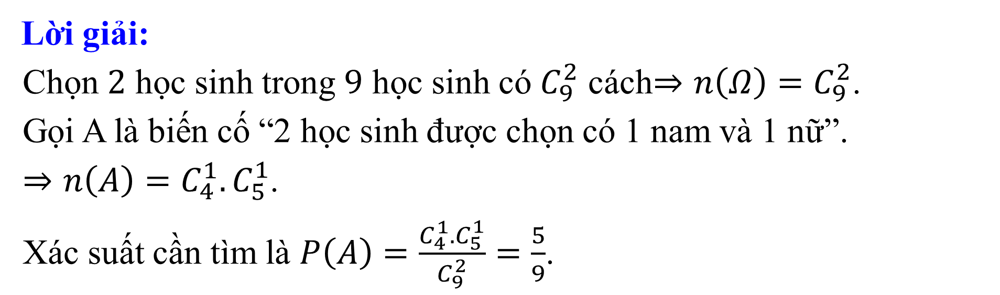 Lời giải:
Chọn 2 học sinh trong 9 học sinh có $C_9^2$ cách⇒ $n(\Omega) = C_9^2$.
Gọi A là biến cố “2 học sinh được chọn có 1 nam và 1 nữ”.
⇒ $n(A) = C_4^1.C_5^1$.
Xác suất cần tìm là $P(A) = \frac{C_4^1.C_5^1}{C_9^2} = \frac{5}{9}$.